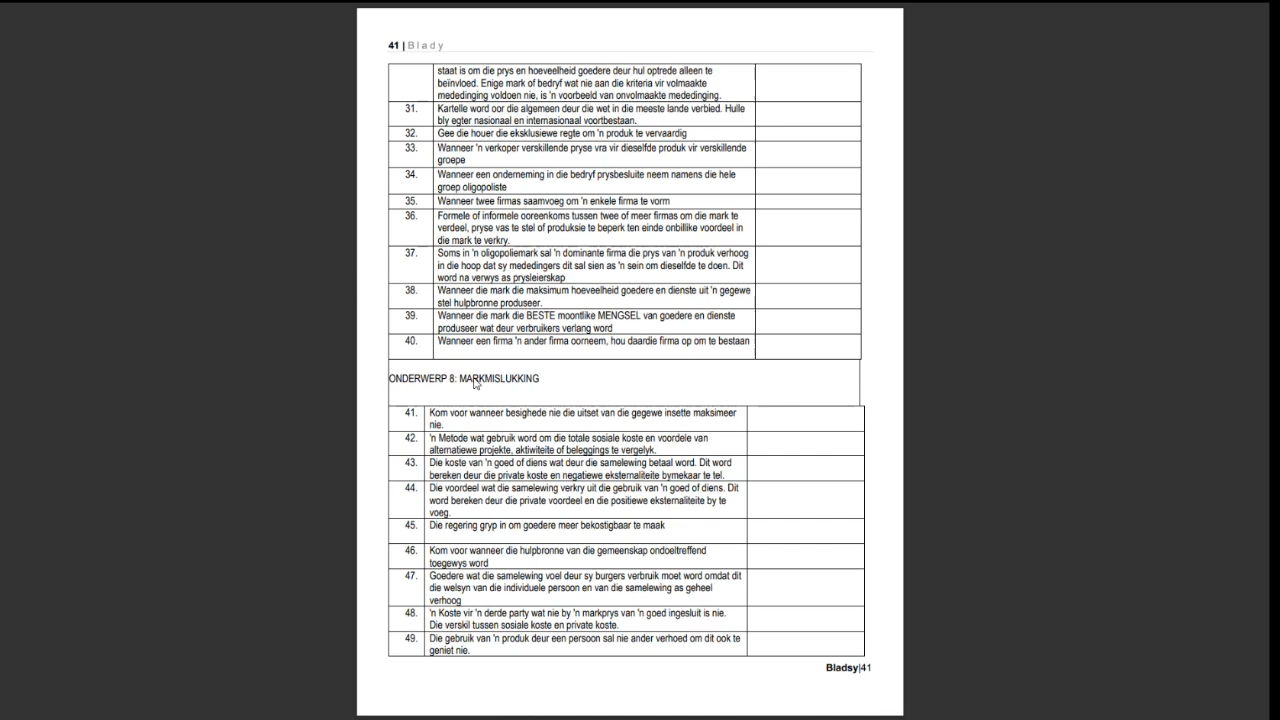 41 | B l a d y
staat is om die prys en hoeveelheid goedere deur hul optrede alleen te
beïnvloed. Enige mark of bedryf wat nie aan die kriteria vir volmaakte
mededinging voldoen nie, is 'n voorbeeld van onvolmaakte mededinging.
31. Kartelle word oor die algemeen deur die wet in die meeste lande verbied. Hulle
bly egter nasionaal en internasionaal voortbestaan.
32. Gee die houer die eksklusiewe regte om 'n produk te vervaardig
33. Wanneer 'n verkoper verskillende pryse vra vir dieselfde produk vir verskillende
groepe
34. Wanneer een onderneming in die bedryf prysbesluite neem namens die hele
groep oligopoliste
35. Wanneer twee firmas saamvoeg om 'n enkele firma te vorm
36. Formele of informele ooreenkoms tussen twee of meer firmas om die mark te
verdeel, pryse vas te stel of produksie te beperk ten einde onbillike voordeel in
die mark te verkry.
37. Soms in 'n oligopoliemark sal 'n dominante firma die prys van 'n produk verhoog
in die hoop dat sy mededingers dit sal sien as 'n sein om dieselfde te doen. Dit
word na verwys as prysleierskap
38. Wanneer die mark die maksimum hoeveelheid goedere en dienste uit 'n gegewe
stel hulpbronne produseer.
39. Wanneer die mark die BESTE moontlike MENGSEL van goedere en dienste
produseer wat deur verbruikers verlang word
40. Wanneer een firma 'n ander firma oorneem, hou daardie firma op om te bestaan
ONDERWERP 8: MARKMISLUKKING
41. Kom voor wanneer besighede nie die uitset van die gegewe insette maksimeer
nie.
42. 'n Metode wat gebruik word om die totale sosiale koste en voordele van
alternatiewe projekte, aktiwiteite of beleggings te vergelyk.
43. Die koste van 'n goed of diens wat deur die samelewing betaal word. Dit word
bereken deur die private koste en negatiewe eksternaliteite bymekaar te tel.
44. Die voordeel wat die samelewing verkry uit die gebruik van 'n goed of diens. Dit
word bereken deur die private voordeel en die positiewe eksternaliteite by te
voeg.
45. Die regering gryp in om goedere meer bekostigbaar te maak
46. Kom voor wanneer die hulpbronne van die gemeenskap ondoeltreffend
toegewys word
47. Goedere wat die samelewing voel deur sy burgers verbruik moet word omdat dit
die welsyn van die individuele persoon en van die samelewing as geheel
verhoog
48. 'n Koste vir 'n derde party wat nie by 'n markprys van 'n goed ingesluit is nie.
Die verskil tussen sosiale koste en private koste.
49. Die gebruik van 'n produk deur een persoon sal nie ander verhoed om dit ook te
geniet nie.
Bladsy|41